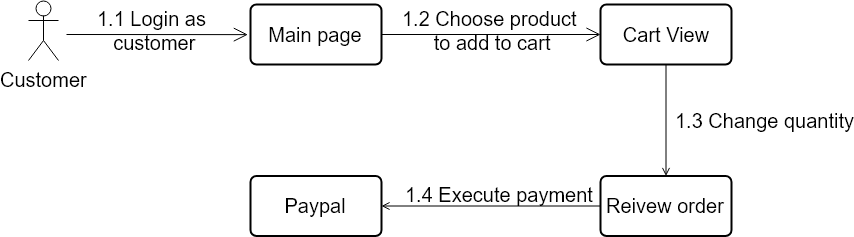 1.1 Login as
customer
Main page
1.2 Choose product
to add to cart
Cart View
Customer
1.3 Change quantity
Paypal
1.4 Execute payment
Reivew order